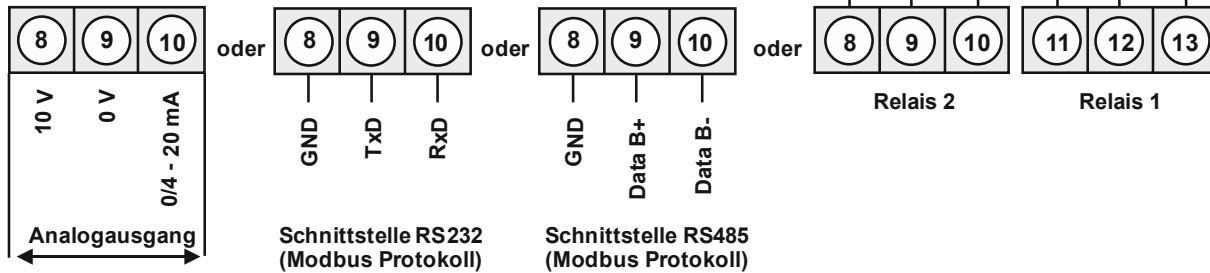 8 9 10 oder 8 9 10 oder 8 9 10 oder 8 9 10 11 12 13
10 V 0 V 0/4 - 20 mA
GND TxD RxD
GND Data B+ Data B-
Relais 2 Relais 1
Analogausgang
Schnittstelle RS232
(Modbus Protokoll)
Schnittstelle RS485
(Modbus Protokoll)